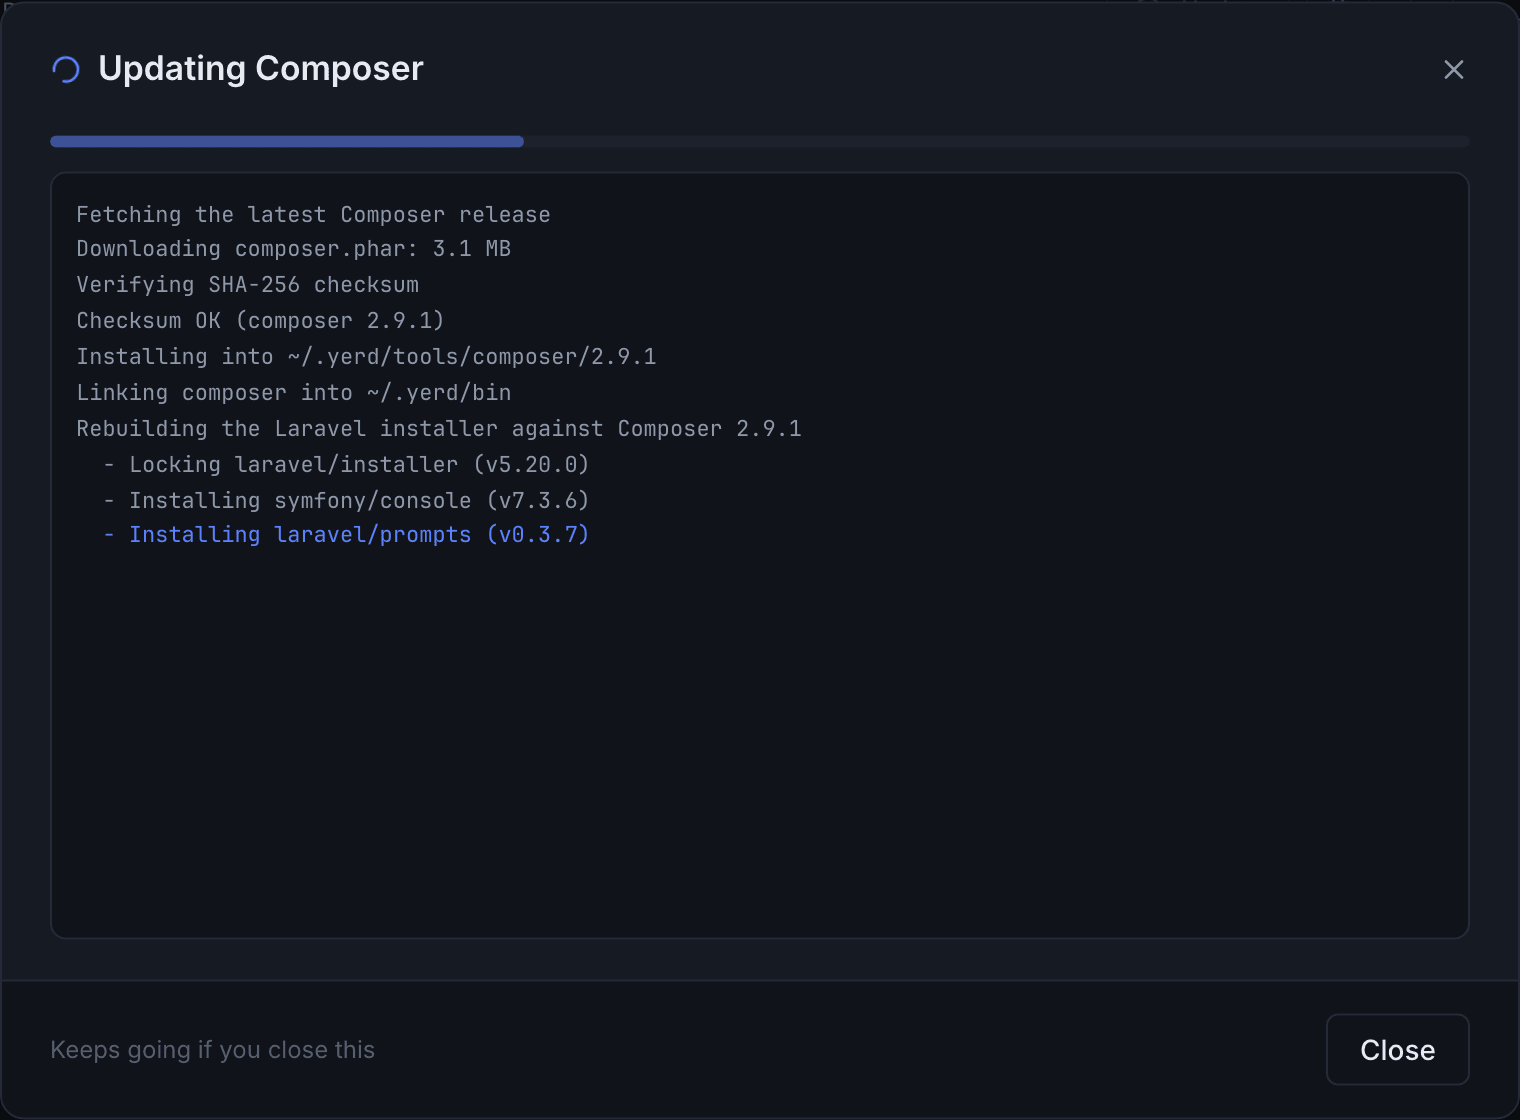 Updating Composer
Fetching the latest Composer release
Downloading composer.phar: 3.1 MB
Verifying SHA-256 checksum
Checksum OK (composer 2.9.1)
Installing into ~/.yerd/tools/composer/2.9.1
Linking composer into ~/.yerd/bin
Rebuilding the Laravel installer against Composer 2.9.1
- Locking laravel/installer (v5.20.0)
- Installing symfony/console (v7.3.6)
- Installing laravel/prompts (v0.3.7)
Keeps going if you close this
Close